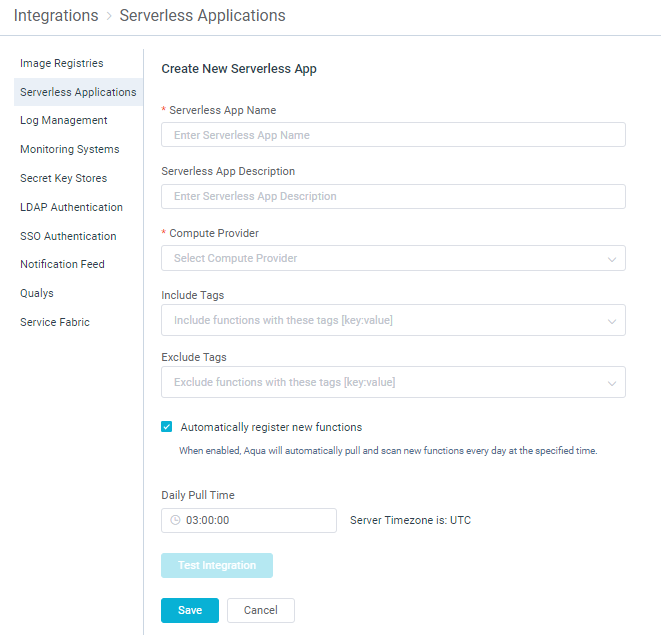 Integrations > Serverless Applications
Image Registries
Serverless Applications
Log Management
Monitoring Systems
Secret Key Stores
LDAP Authentication
SSO Authentication
Notification Feed
Qualys
Service Fabric
Create New Serverless App
* Serverless App Name
Enter Serverless App Name
Serverless App Description
Enter Serverless App Description
* Compute Provider
Select Compute Provider
Include Tags
Include functions with these tags [key:value]
Exclude Tags
Exclude functions with these tags [key:value]
Automatically register new functions
When enabled, Aqua will automatically pull and scan new functions every day at the specified time.
Daily Pull Time
03:00:00 Server Timezone is: UTC
Test Integration
Save Cancel